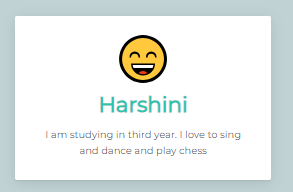 Harshini
I am studying in third year. I love to sing
and dance and play chess